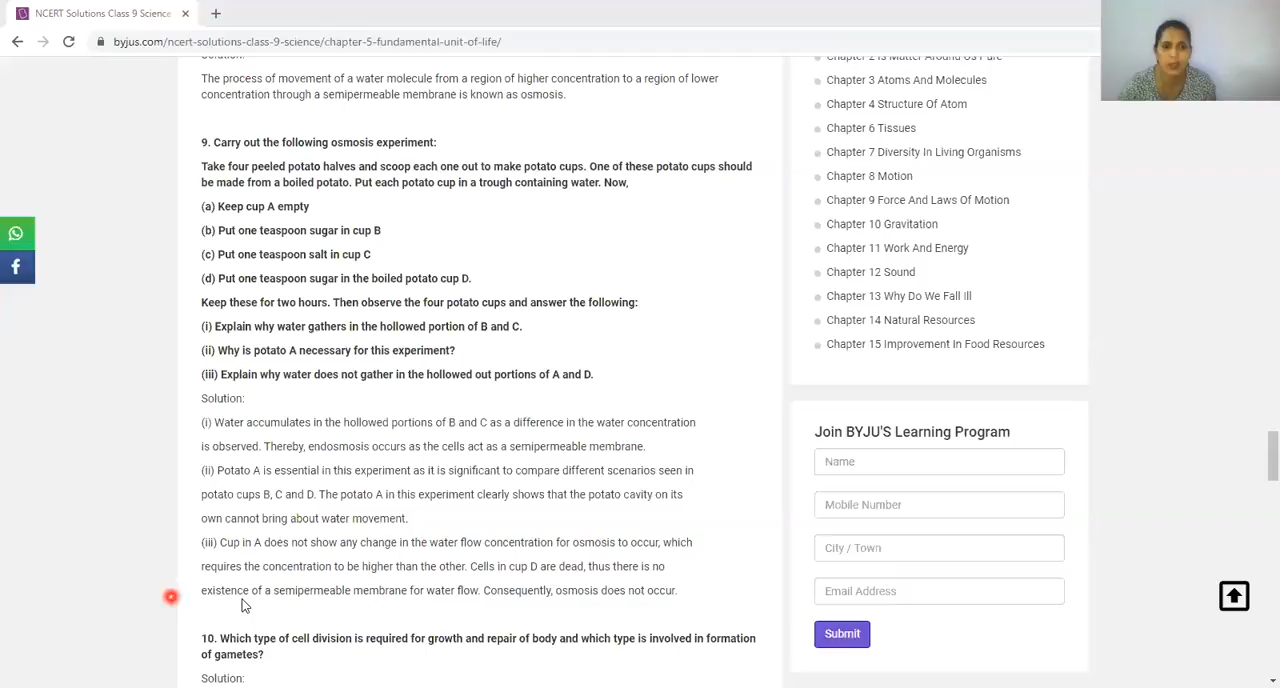 NCERT Solutions Class 9 Science
byjus.com/ncert-solutions-class-9-science/chapter-5-fundamental-unit-of-life/
Solution:
The process of movement of a water molecule from a region of higher concentration to a region of lower
concentration through a semipermeable membrane is known as osmosis.
9. Carry out the following osmosis experiment:
Take four peeled potato halves and scoop each one out to make potato cups. One of these potato cups should
be made from a boiled potato. Put each potato cup in a trough containing water. Now,
(a) Keep cup A empty
(b) Put one teaspoon sugar in cup B
(c) Put one teaspoon salt in cup C
(d) Put one teaspoon sugar in the boiled potato cup D.
Keep these for two hours. Then observe the four potato cups and answer the following:
(i) Explain why water gathers in the hollowed portion of B and C.
(ii) Why is potato A necessary for this experiment?
(iii) Explain why water does not gather in the hollowed out portions of A and D.
Solution:
(i) Water accumulates in the hollowed portions of B and C as a difference in the water concentration
is observed. Thereby, endosmosis occurs as the cells act as a semipermeable membrane.
(ii) Potato A is essential in this experiment as it is significant to compare different scenarios seen in
potato cups B, C and D. The potato A in this experiment clearly shows that the potato cavity on its
own cannot bring about water movement.
(iii) Cup in A does not show any change in the water flow concentration for osmosis to occur, which
requires the concentration to be higher than the other. Cells in cup D are dead, thus there is no
existence of a semipermeable membrane for water flow. Consequently, osmosis does not occur.
10. Which type of cell division is required for growth and repair of body and which type is involved in formation
of gametes?
Solution:
Chapter 2 Is Matter Around Us Pure
Chapter 3 Atoms And Molecules
Chapter 4 Structure Of Atom
Chapter 6 Tissues
Chapter 7 Diversity In Living Organisms
Chapter 8 Motion
Chapter 9 Force And Laws Of Motion
Chapter 10 Gravitation
Chapter 11 Work And Energy
Chapter 12 Sound
Chapter 13 Why Do We Fall Ill
Chapter 14 Natural Resources
Chapter 15 Improvement In Food Resources
Join BYJU'S Learning Program
Name
Mobile Number
City / Town
Email Address
Submit